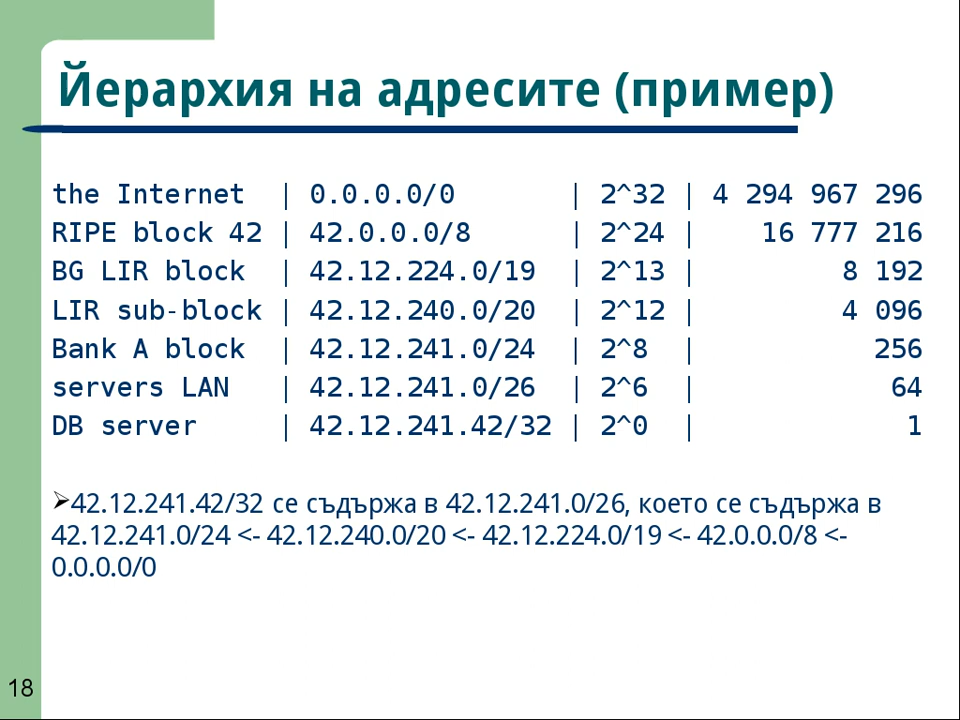 Йерархия на адресите (пример)
the Internet | 0.0.0.0/0 | 2^32 | 4 294 967 296
RIPE block 42 | 42.0.0.0/8 | 2^24 | 16 777 216
BG LIR block | 42.12.224.0/19 | 2^13 | 8 192
LIR sub-block | 42.12.240.0/20 | 2^12 | 4 096
Bank A block | 42.12.241.0/24 | 2^8 | 256
servers LAN | 42.12.241.0/26 | 2^6 | 64
DB server | 42.12.241.42/32 | 2^0 | 1
➢42.12.241.42/32 се съдържа в 42.12.241.0/26, което се съдържа в
42.12.241.0/24 <- 42.12.240.0/20 <- 42.12.224.0/19 <- 42.0.0.0/8 <-
0.0.0.0/0
18